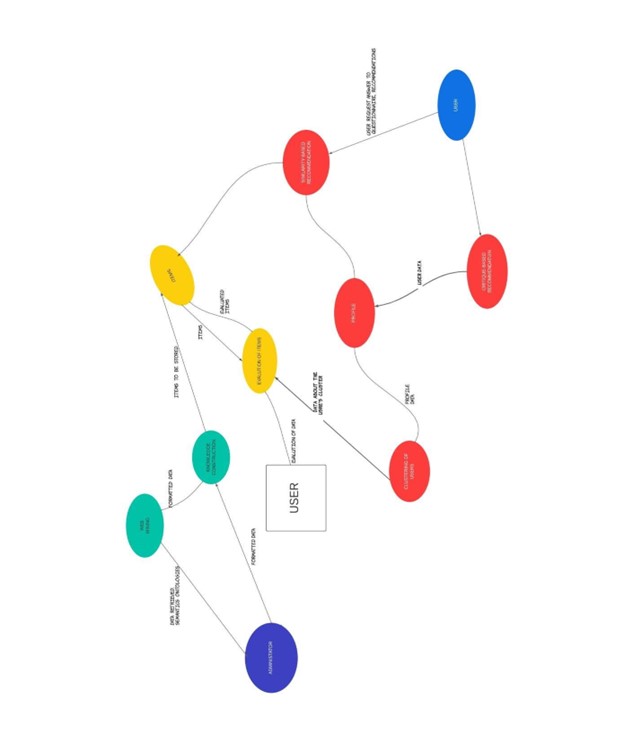 WEB
MINING
DATA RETRIEVED,
SEMANTICS ONTOLOGIES
FORMATTED DATA
ITEMS TO BE STORED
ITEMS
ITEMS
KNOWLEDGE
CONSTRUCTION
EVALUATED
ITEMS
FORMATTED DATA
EVALUTION OF ITEMS
ADMINISTATOR
USER
EVALUTION OF DATA
DATA ABOUT THE
USRE'S CLUSTER
SIMILARITY BASED
RECOMMENDATION
PROFILE
USER REQUEST ANSWER TO
QUESTIONNAIRE, RECOMMENDATIONS
CLUSTERING OF
USERS
PROFILE
DATA
USER DATA
USER
CRITIQUE BASED
RECOMMENDATION